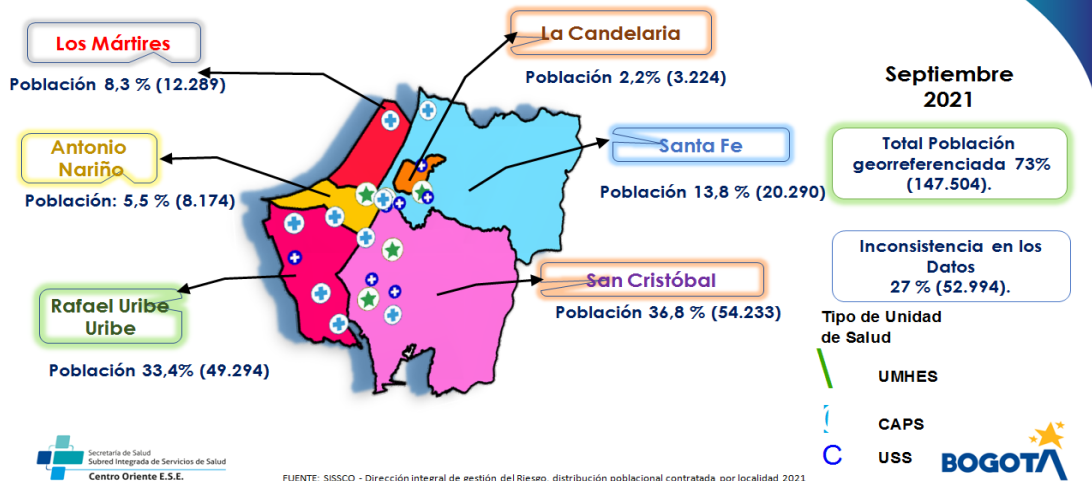 Los Mártires
Población 8,3 % (12.289)
La Candelaria
Población 2,2% (3.224)
Antonio
Nariño
Población: 5,5 % (8.174)
Santa Fe
Población 13,8 % (20.290)
Rafael Uribe
Uribe
Población 33,4% (49.294)
San Cristóbal
Población 36,8 % (54.233)
Septiembre
2021
Total Población
georreferenciada 73%
(147.504).
Inconsistencia en los
Datos
27 % (52.994).
Tipo de Unidad
de Salud
UMHES
CAPS
C USS
Secretaría de Salud
Subred Integrada de Servicios de Salud
Centro Oriente E.S.E.
FUENTE: SISSCO - Dirección integral de gestión del Riesgo, distribución poblacional contratada por localidad 2021
BOGOTA